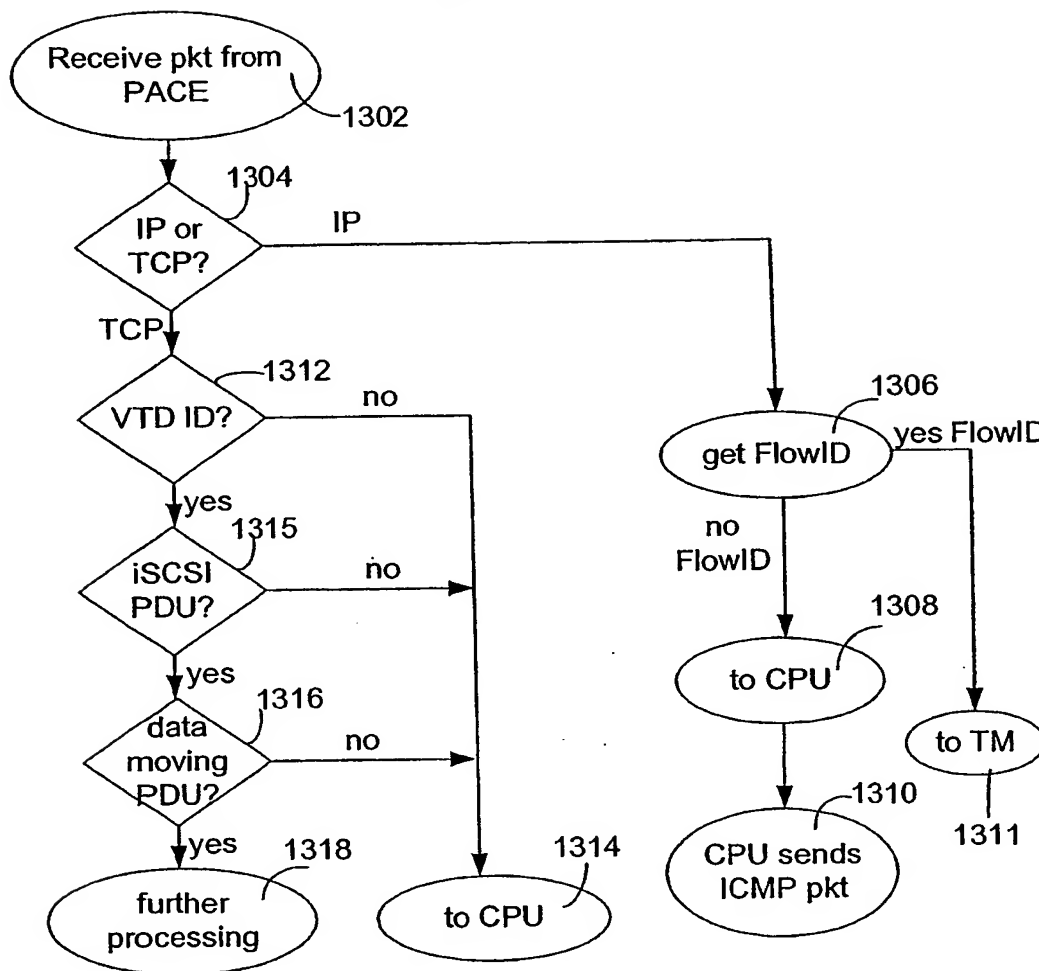 Receive pkt from
PACE
1302
1304
IP or
TCP?
IP
TCP
1312
VTD ID?
no
1306
get FlowID
yes FlowID
yes
1315
iSCSI
PDU?
no
no
FlowID
1308
to CPU
yes
1316
data
moving
PDU?
no
to TM
1311
1310
CPU sends
ICMP pkt
yes
1318
further
processing
1314
to CPU